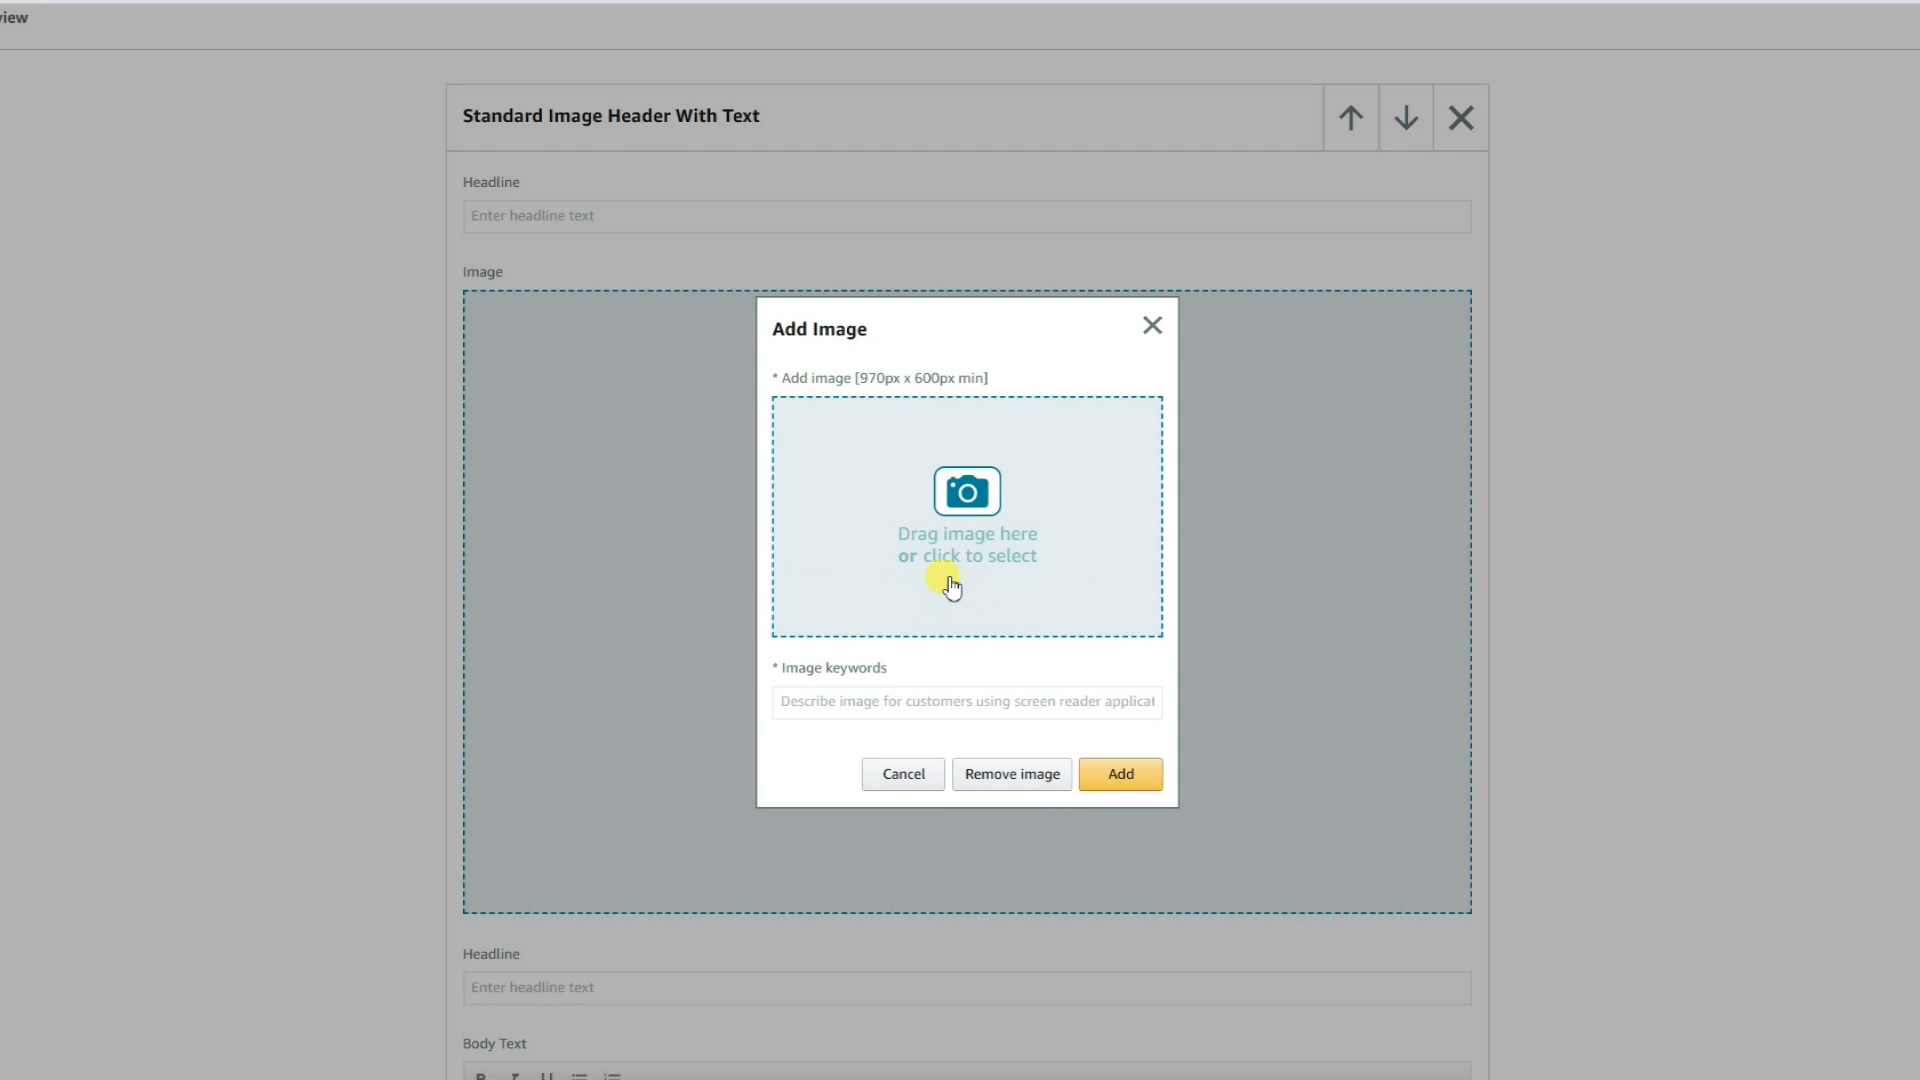 view
Standard Image Header With Text
Headline
Enter headline text
Image
Add Image
* Add image [970px x 600px min]
Drag image here
or click to select
* Image keywords
Describe image for customers using screen reader applicat
Cancel
Remove image
Add
Headline
Enter headline text
Body Text
B I U